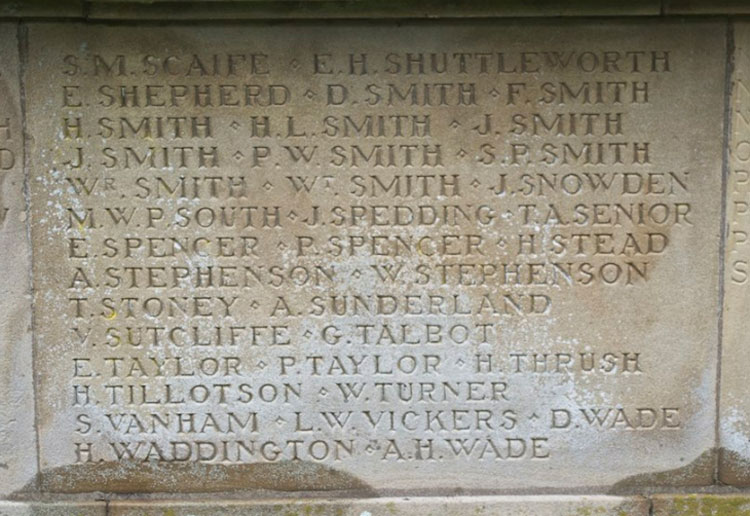 S.M.SCAIFE ⋄ E.H.SHUTTLEWORTH
E.SHEPHERD ⋄ D.SMITH ⋄ F.SMITH
H.SMITH ⋄ H.L.SMITH ⋄ J.SMITH
J.SMITH ⋄ P.W.SMITH ⋄ S.P.SMITH
Wᴿ.SMITH ⋄ Wᵀ.SMITH ⋄ J.SNOWDEN
M.W.P.SOUTH ⋄ J.SPEDDING ⋄ T.A.SENIOR
E.SPENCER ⋄ P.SPENCER ⋄ H.STEAD
A.STEPHENSON ⋄ W.STEPHENSON
T.STONEY ⋄ A.SUNDERLAND
V.SUTCLIFFE ⋄ G.TALBOT
E.TAYLOR ⋄ P.TAYLOR ⋄ H.THRUSH
H.TILLOTSON ⋄ W.TURNER
S.VANHAM ⋄ L.W.VICKERS ⋄ D.WADE
H.WADDINGTON ⋄ A.H.WADE